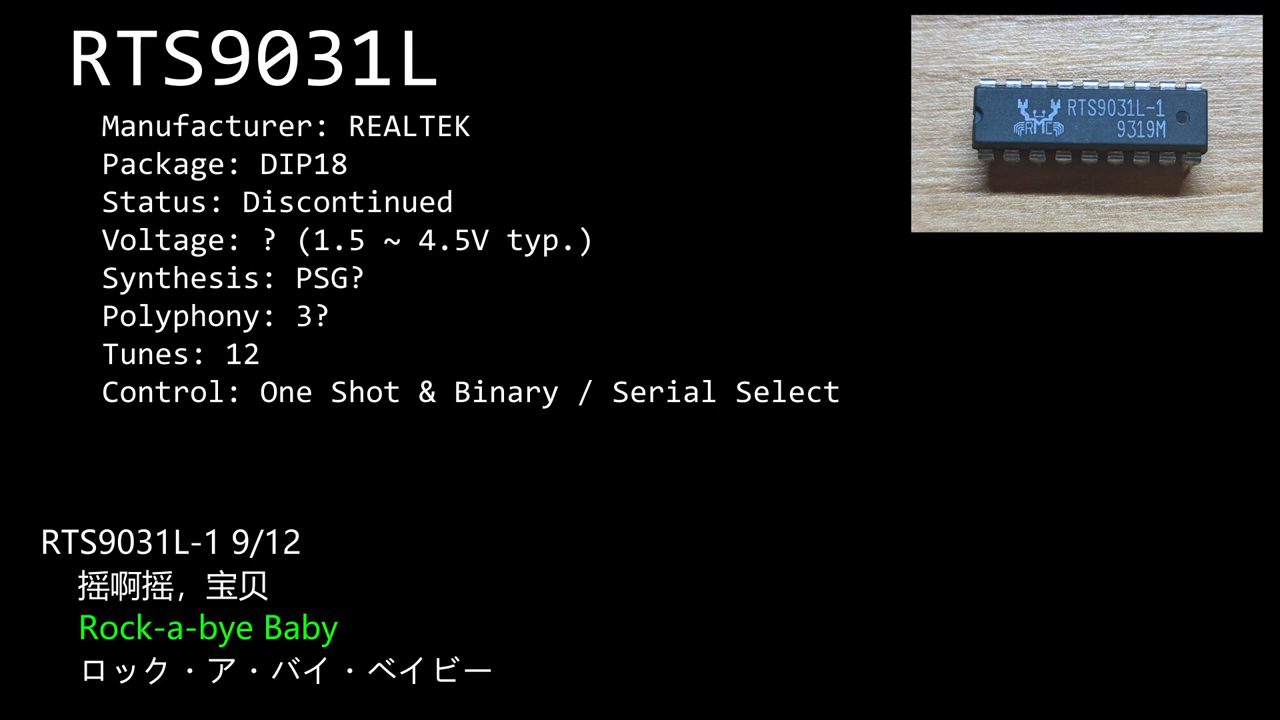 RTS9031L
Manufacturer: REALTEK
Package: DIP18
Status: Discontinued
Voltage: ? (1.5 ~ 4.5V typ.)
Synthesis: PSG?
Polyphony: 3?
Tunes: 12
Control: One Shot & Binary / Serial Select
RMC
RTS9031L-1
9319M
RTS9031L-1 9/12
摇啊摇，宝贝
Rock-a-bye Baby
ロック・ア・バイ・ベイビー